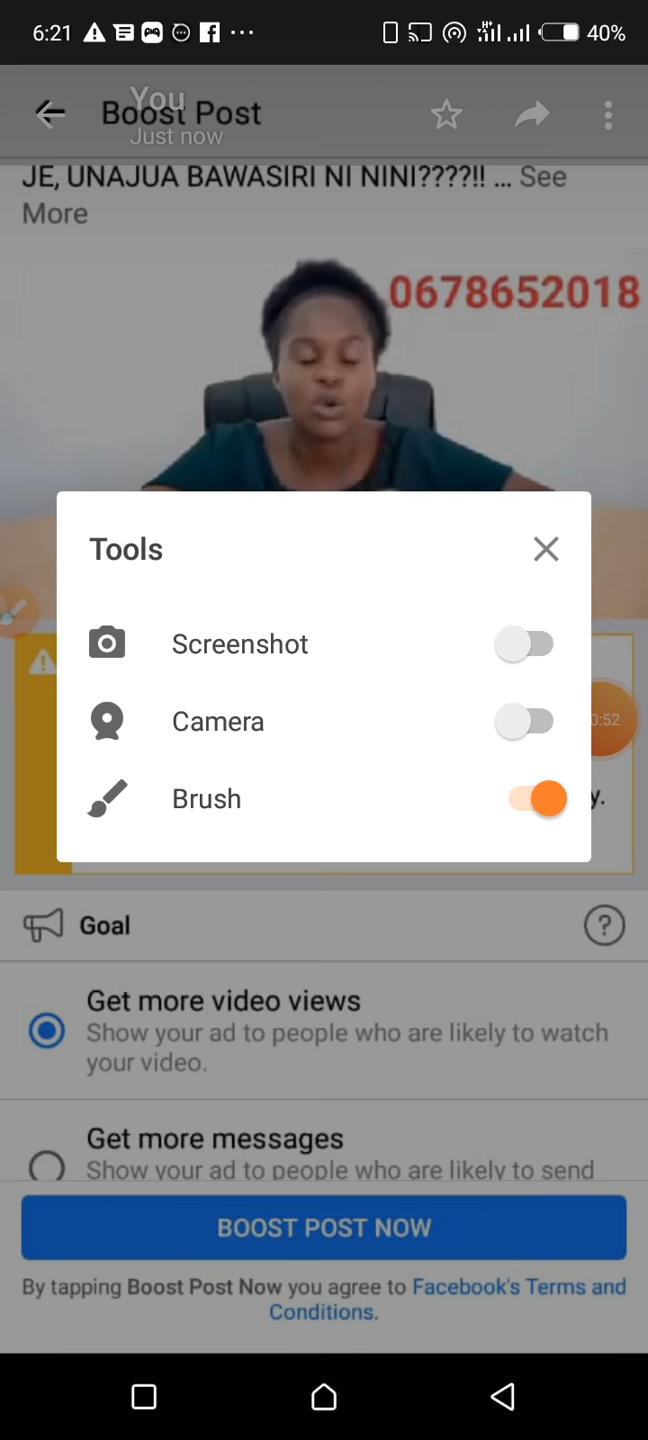 6:21
40%
You
Boost Post
Just now
JE, UNAJUA BAWASIRI NI NINI????!! ... See
More
0678652018
Tools
Screenshot
Camera
:52
Brush
y.
Goal
Get more video views
Show your ad to people who are likely to watch
your video.
Get more messages
Show your ad to people who are likely to send
BOOST POST NOW
By tapping Boost Post Now you agree to Facebook's Terms and
Conditions.